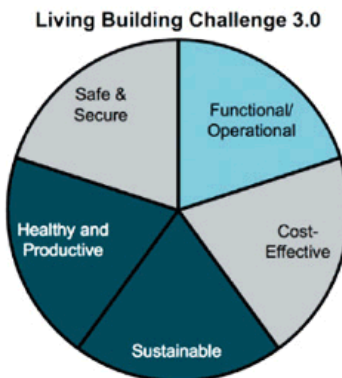 Living Building Challenge 3.0
Safe &
Secure
Functional/
Operational
Healthy and
Productive
Cost-
Effective
Sustainable